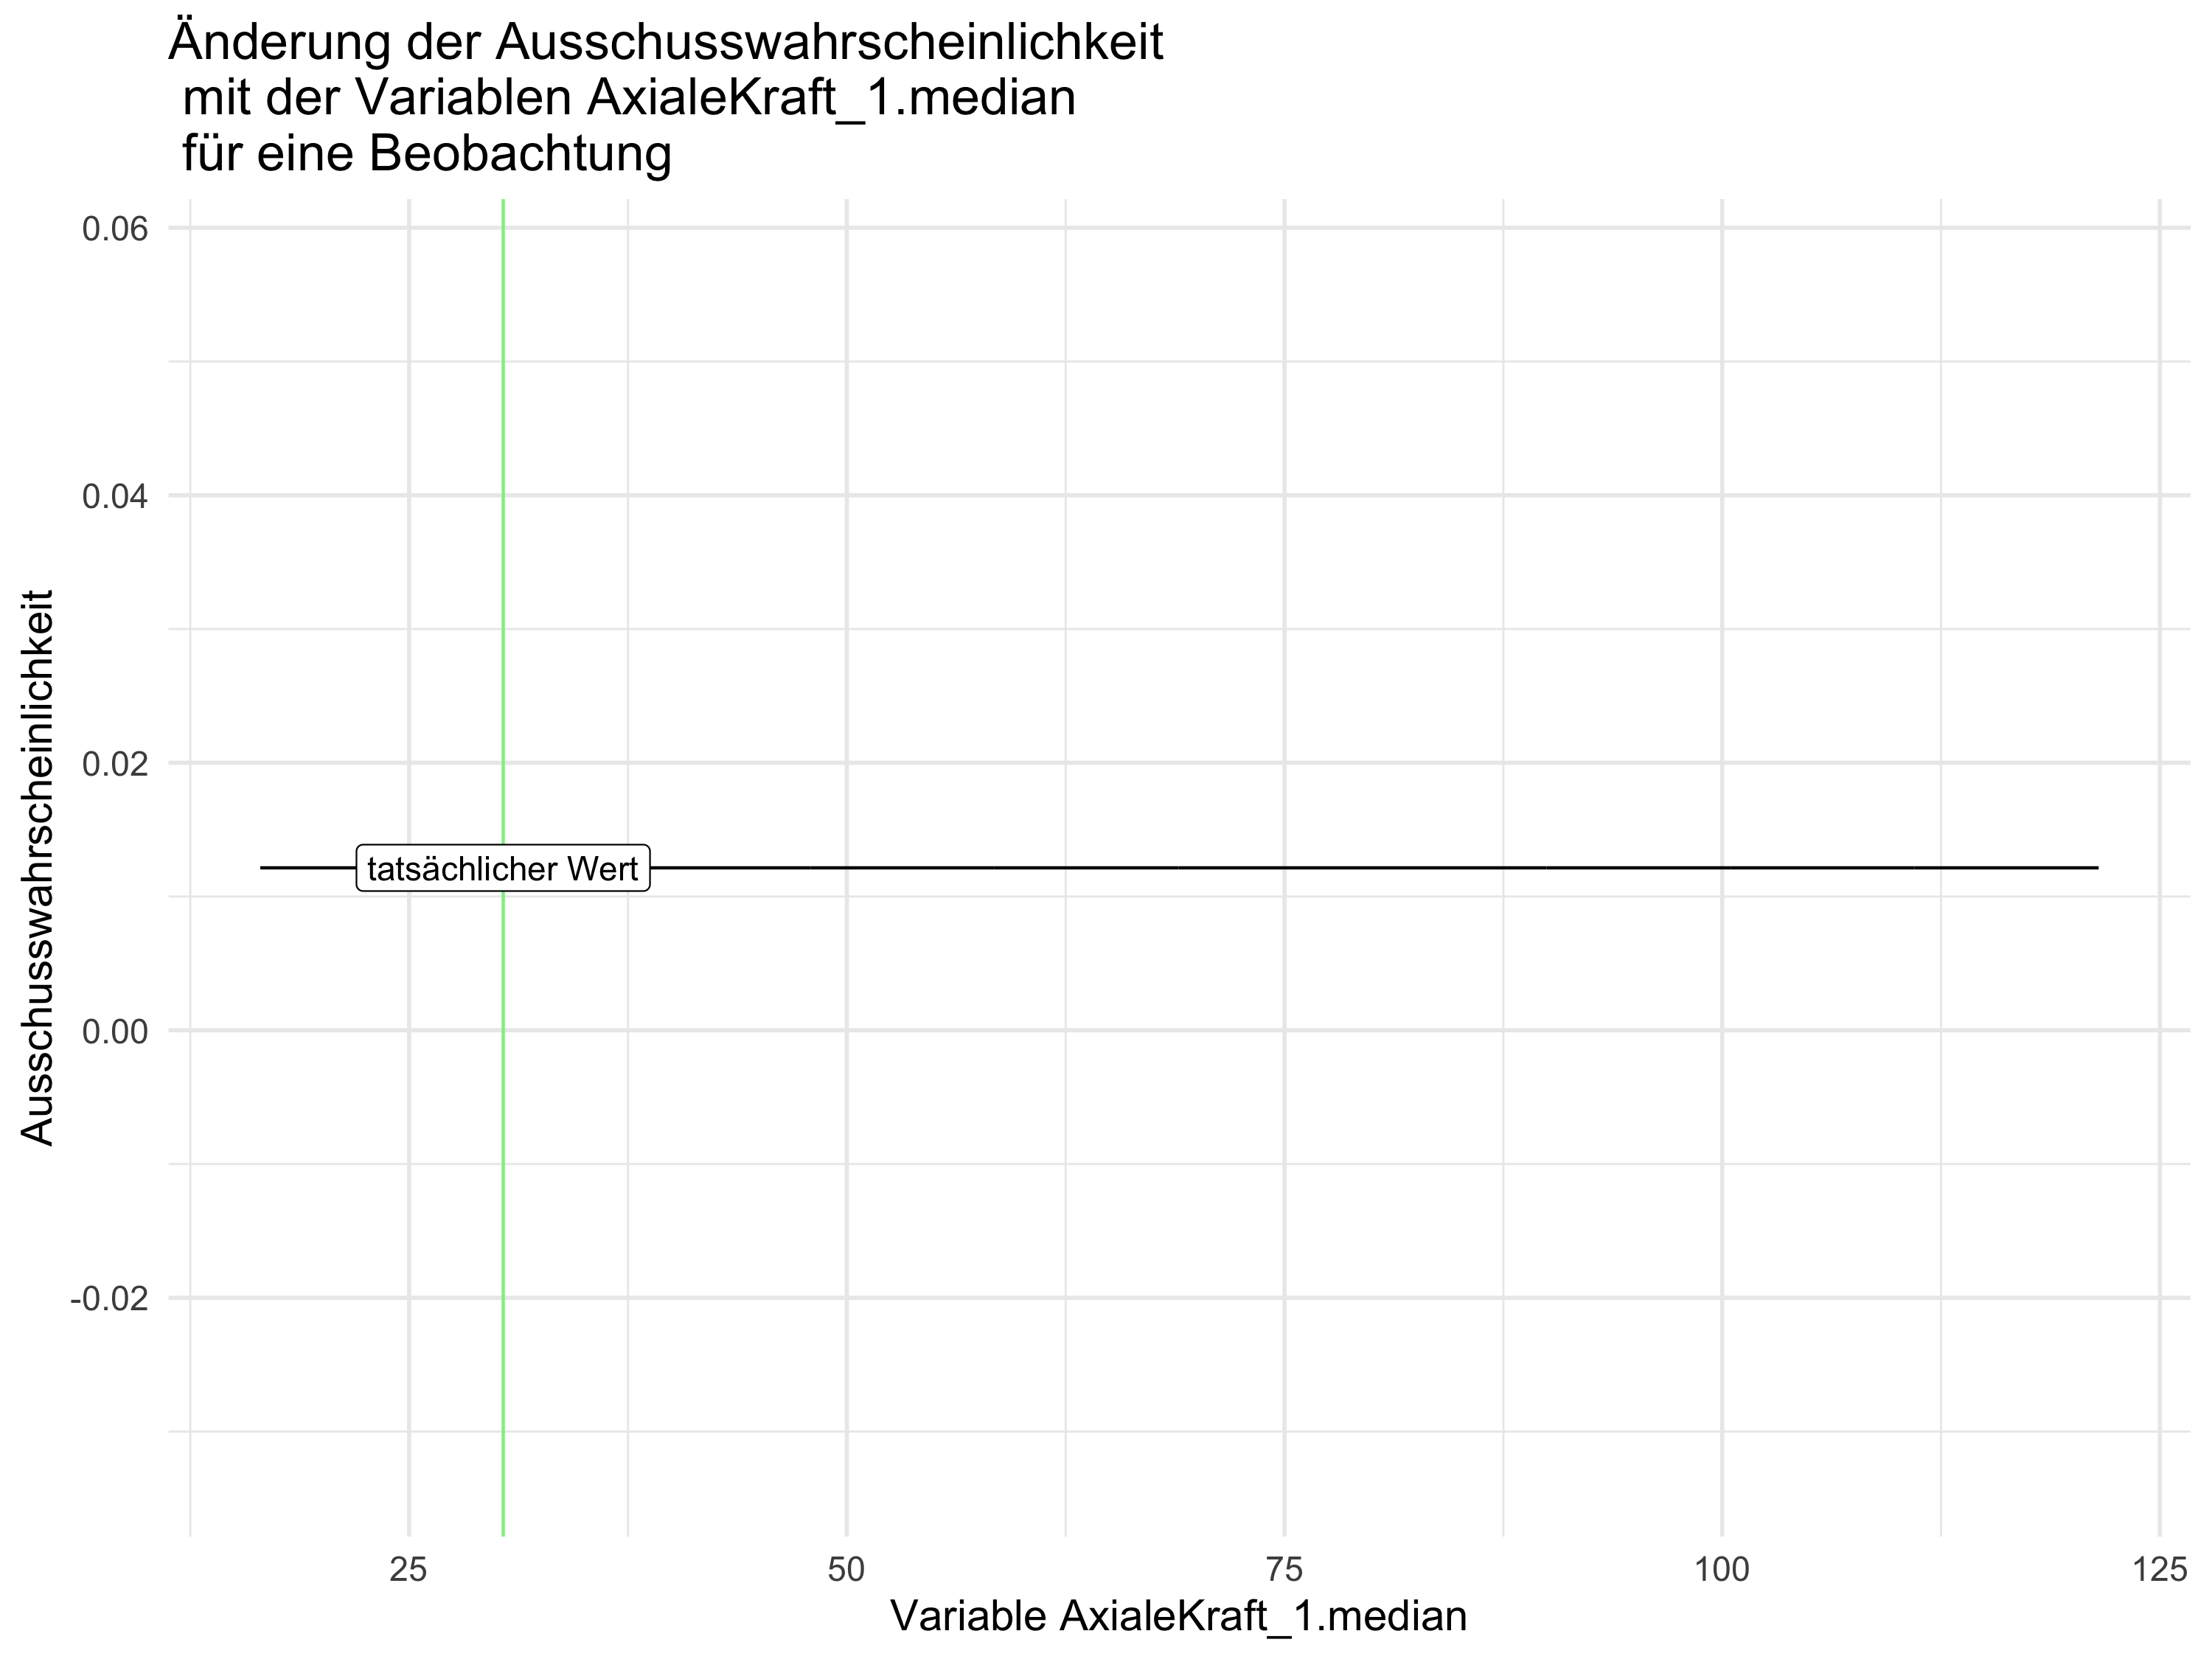 Änderung der Ausschusswahrscheinlichkeit
mit der Variablen AxialeKraft_1.median
für eine Beobachtung
0.06
0.04
0.02
0.00
-0.02
Ausschusswahrscheinlichkeit
tatsächlicher Wert
25
50
75
100
125
Variable AxialeKraft_1.median